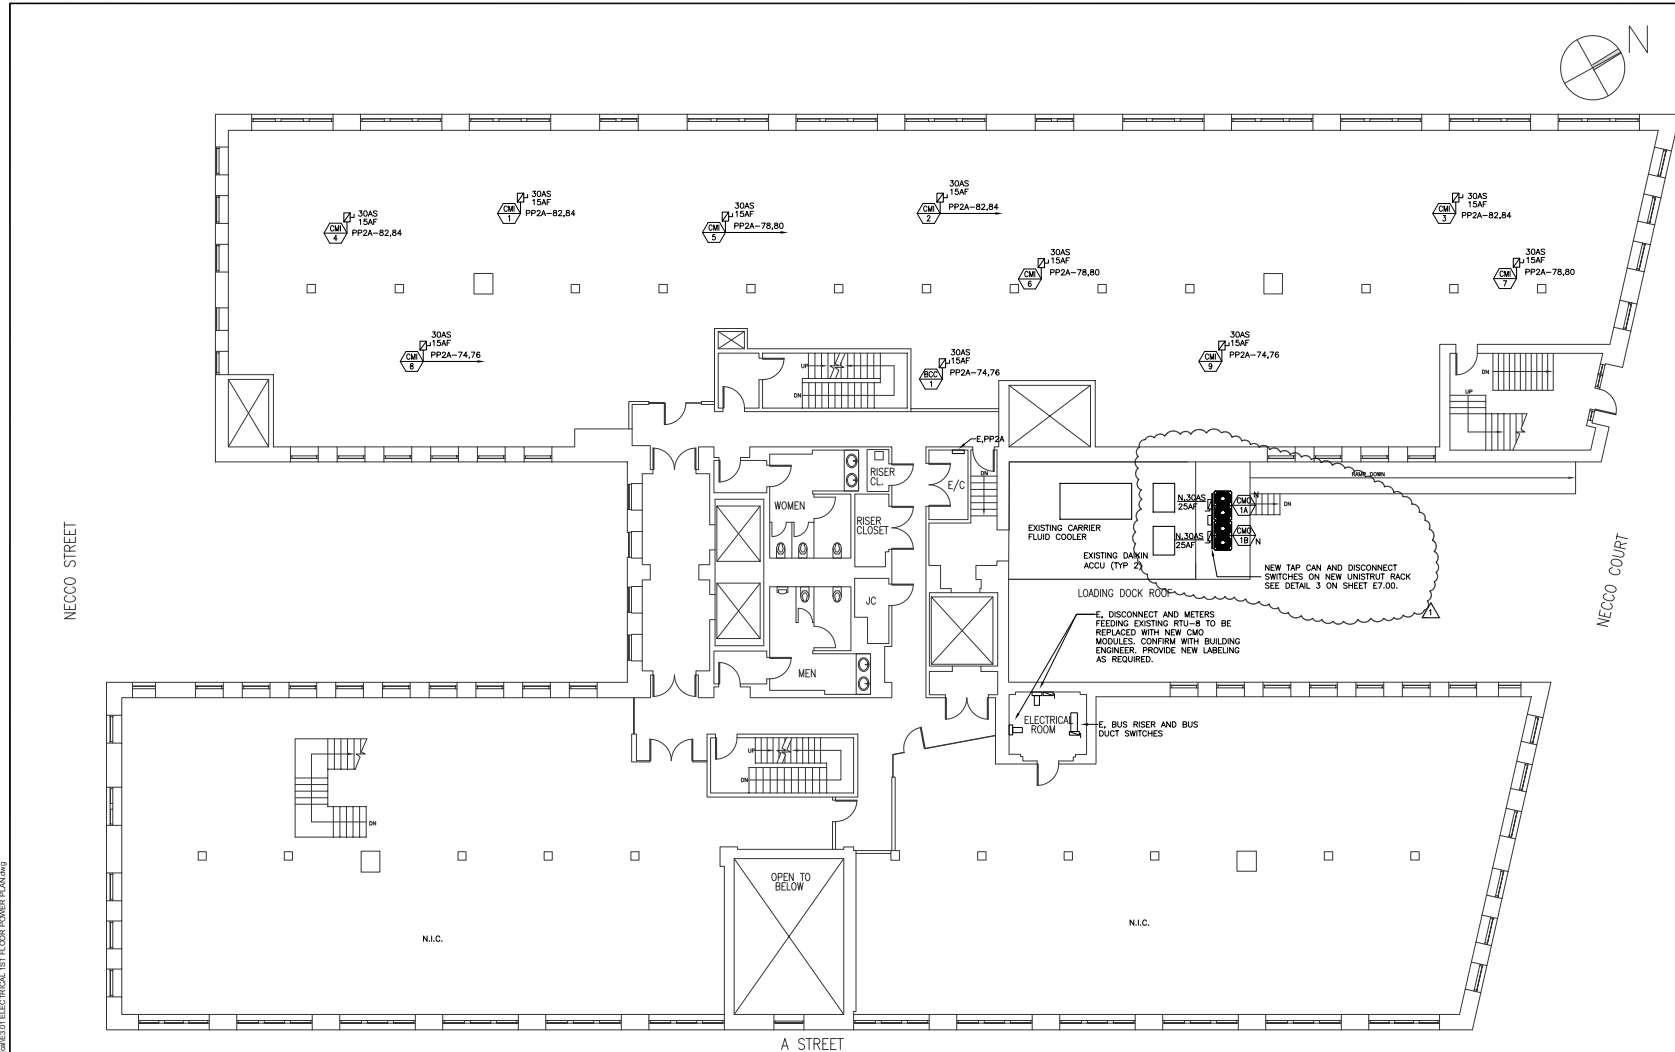 N
30AS
15AF
PP2A-82,84
CMI
4
30AS
15AF
PP2A-82,84
CMI
1
30AS
15AF
PP2A-78,80
CMI
5
30AS
15AF
PP2A-82,84
CMI
2
30AS
15AF
PP2A-82,84
CMI
3
30AS
15AF
PP2A-78,80
CMI
6
30AS
15AF
PP2A-78,80
CMI
7
30AS
15AF
PP2A-74,76
CMI
8
30AS
15AF
PP2A-74,76
BCC
1
30AS
15AF
PP2A-74,76
CMI
9
UP
DN
DN
UP
E,PP2A
RISER
CL.
E/C
DN
WOMEN
RISER
CLOSET
JC
MEN
EXISTING CARRIER
FLUID COOLER
EXISTING DAIKIN
ACCU (TYP 2)
RAMP DOWN
N,30AS
25AF
CMO
1A
N
DN
N,30AS
25AF
CMO
1B
N
NEW TAP CAN AND DISCONNECT
SWITCHES ON NEW UNISTRUT RACK
SEE DETAIL 3 ON SHEET E7.00.
1
LOADING DOCK ROOF
E, DISCONNECT AND METERS
FEEDING EXISTING RTU-8 TO BE
REPLACED WITH NEW CMO
MODULES. CONFIRM WITH BUILDING
ENGINEER. PROVIDE NEW LABELING
AS REQUIRED.
ELECTRICAL
ROOM
E, BUS RISER AND BUS
DUCT SWITCHES
NECCO STREET
NECCO COURT
UP
DN
DN
OPEN TO
BELOW
N.I.C.
N.I.C.
A STREET
E3.01 ELECTRICAL 1ST FLOOR POWER PLAN.dwg